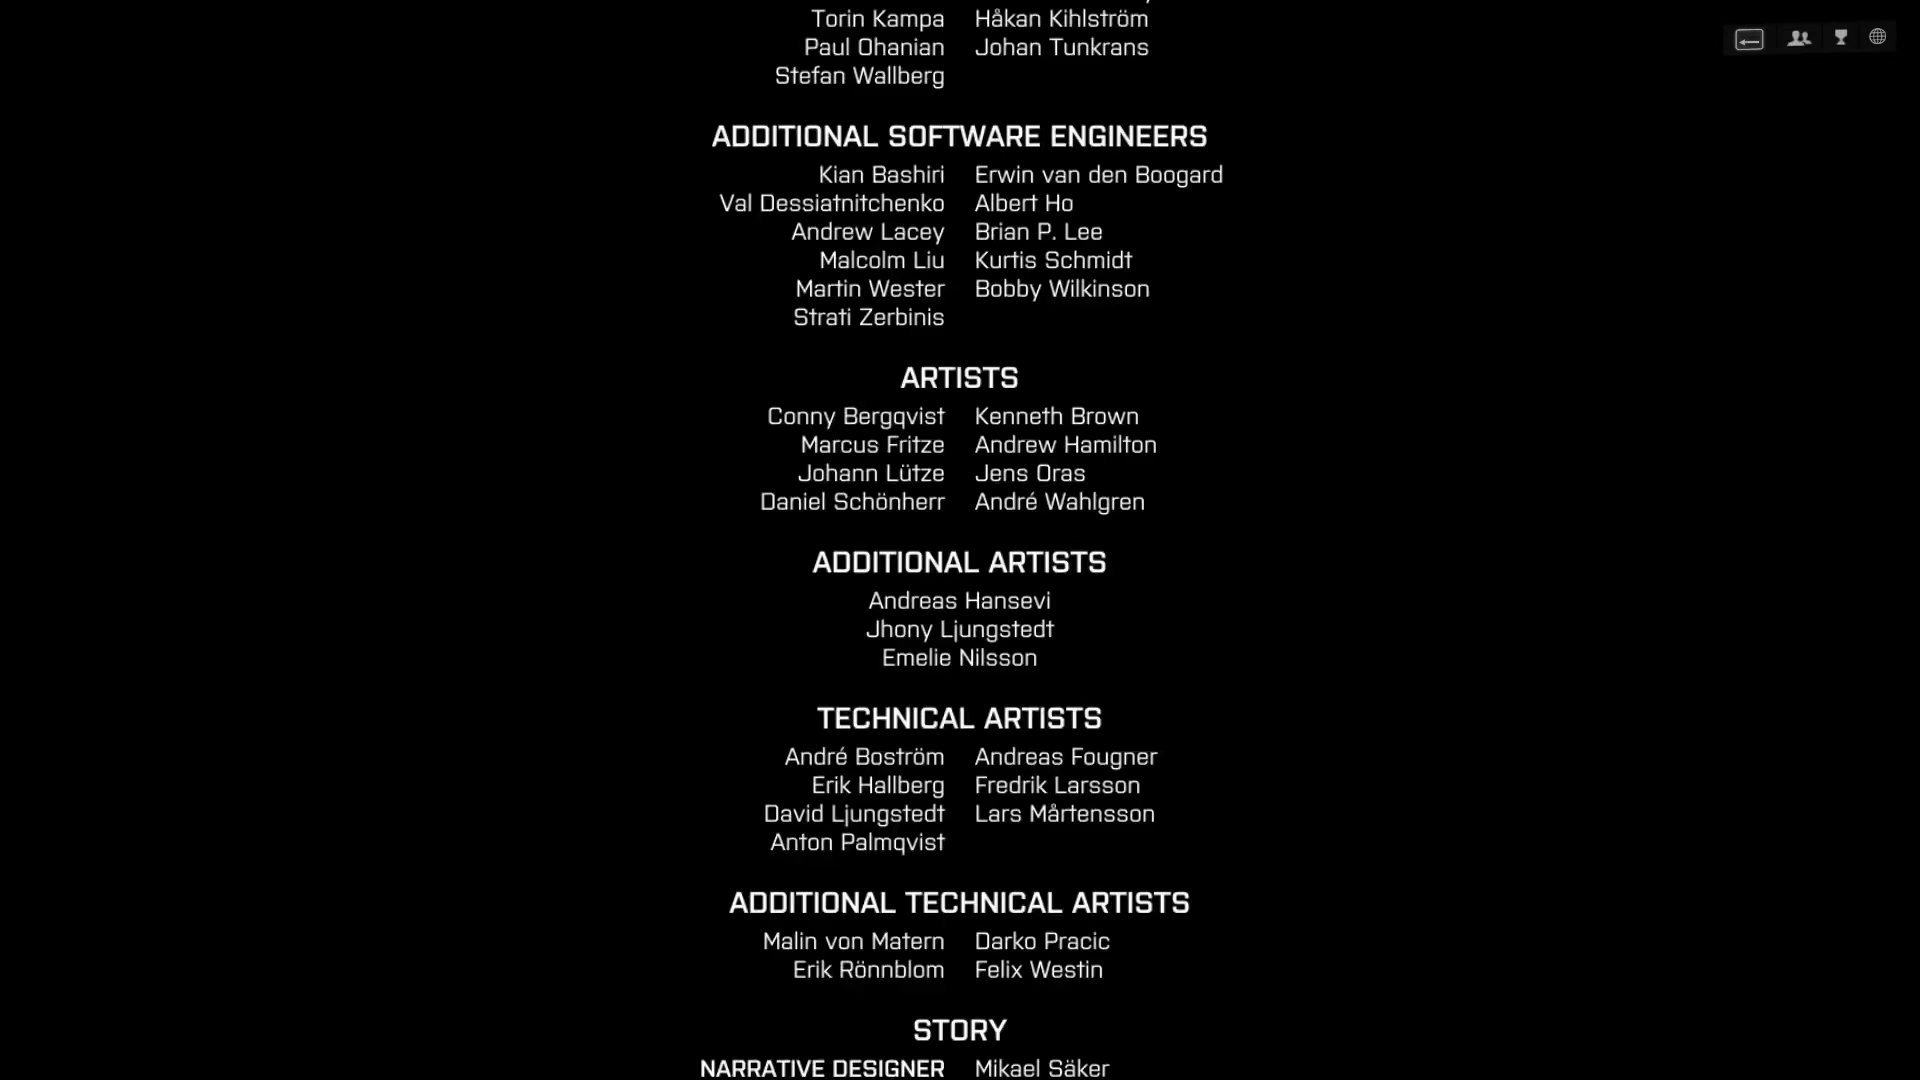 Torin Kampa Håkan Kihlström
Paul Ohanian Johan Tunkrans
Stefan Wallberg
ADDITIONAL SOFTWARE ENGINEERS
Kian Bashiri Erwin van den Boogard
Val Dessiatnitchenko Albert Ho
Andrew Lacey Brian P. Lee
Malcolm Liu Kurtis Schmidt
Martin Wester Bobby Wilkinson
Strati Zerbinis
ARTISTS
Conny Bergqvist Kenneth Brown
Marcus Fritze Andrew Hamilton
Johann Lütze Jens Oras
Daniel Schönherr André Wahlgren
ADDITIONAL ARTISTS
Andreas Hansevi
Jhony Ljungstedt
Emelie Nilsson
TECHNICAL ARTISTS
André Boström Andreas Fougner
Erik Hallberg Fredrik Larsson
David Ljungstedt Lars Mårtensson
Anton Palmqvist
ADDITIONAL TECHNICAL ARTISTS
Malin von Matern Darko Pracic
Erik Rönnblom Felix Westin
STORY
NARRATIVE DESIGNER Mikael Säker